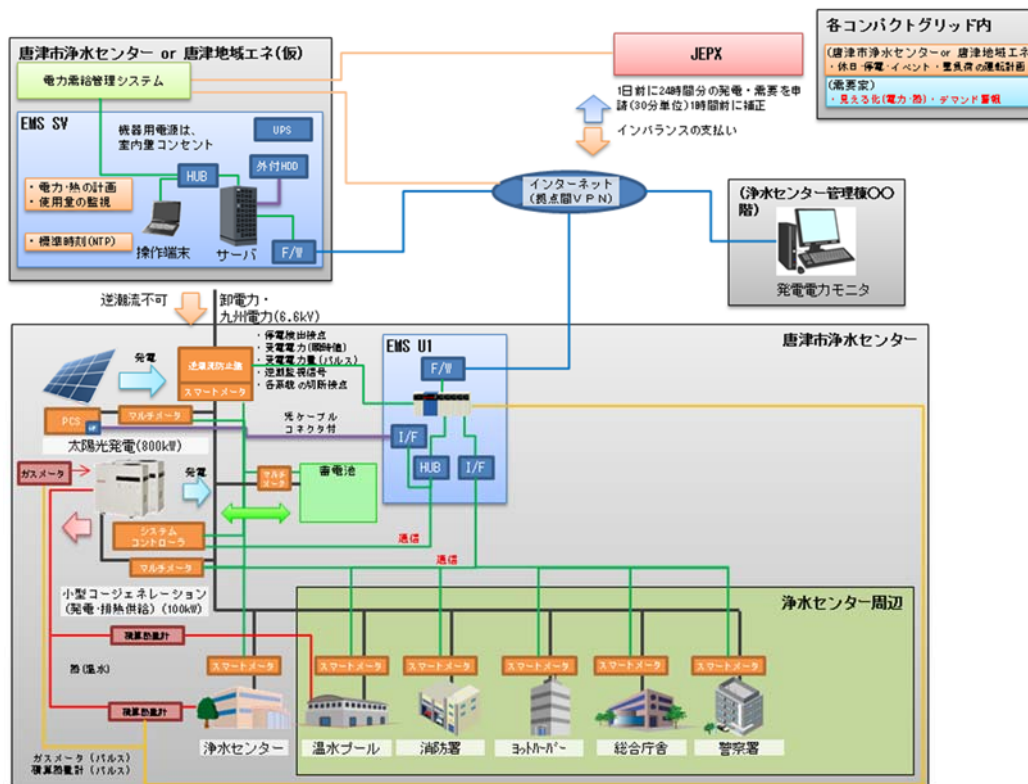 唐津市浄水センター or 唐津地域エネ(仮)
電力需給管理システム
EMS SV
機器用電源は、
室内壁コンセント
UPS
外付HDD
HUB
・電力・熱の計画
・使用量の監視
・標準時刻(NTP)
操作端末
サーバ
F/W
JEPX
1日前に24時間分の発電・需要を申
請(30分単位)1時間前に補正
インバランスの支払い
インターネット
(拠点間VPN)
各コンパクトグリッド内
(唐津市浄水センターor 唐津地域エネ
・休日・停電・イベント・重負荷の運転計画
(需要家)
・見える化(電力・熱)・デマンド警報
(浄水センター管理棟〇〇
階)
発電電力モニタ
逆潮流不可
卸電力・
九州電力(6.6kV)
唐津市浄水センター
発電
逆潮流防止盤
スマートメータ
・停電検出接点
・受電電力(瞬時値)
・受電電力量(パルス)
・逆潮監視信号
・各系統の切断接点
EMS U1
F/W
I/F
HUB
I/F
PCS
マルチメータ
太陽光発電(800kW)
光ケーブル
コネクタ付
ガスメータ
発電
マルチ
メータ
蓄電池
システム
コントローラ
通信
通信
マルチメータ
小型コージェネレーション
(発電・排熱供給)(100kW)
浄水センター周辺
積算熱量計
熱(温水)
積算熱量計
スマートメータ
スマートメータ
スマートメータ
スマートメータ
スマートメータ
スマートメータ
浄水センター
温水プール
消防署
ヨットハーバー
総合庁舎
警察署
ガスメータ(パルス)
積算熱量計(パルス)